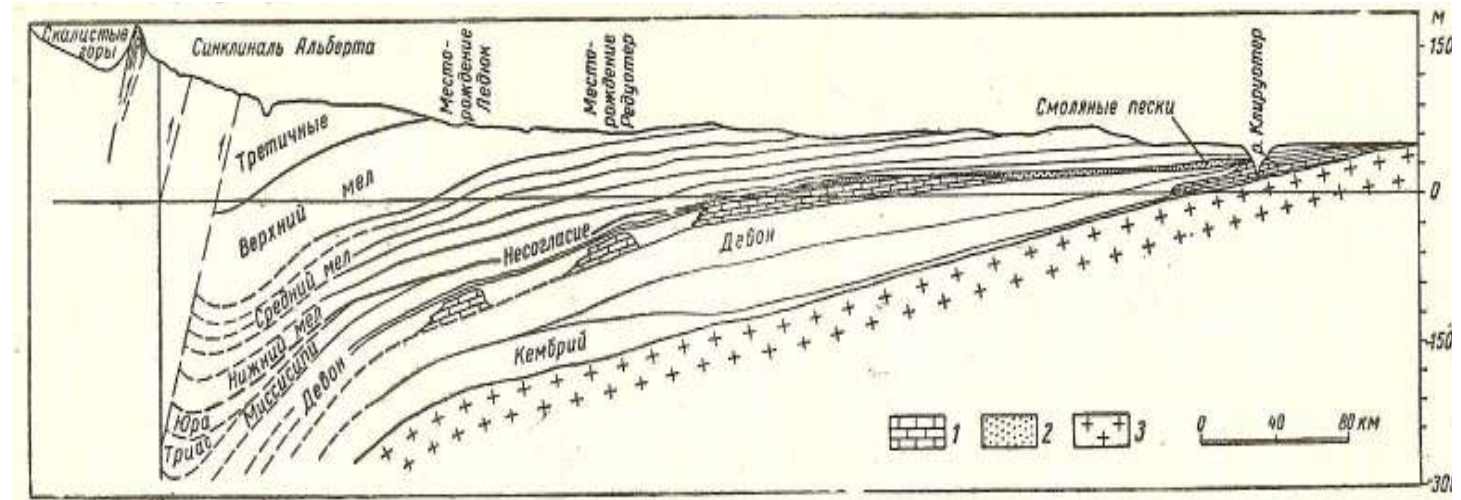 Скалистые
горы
Синклиналь Альберта
Место-
рождение
Ледюк
Место-
рождение
Редуотер
Смоляные пески
р. Клируотер
м
150
0
150
300
Третичные
Верхний мел
Средний мел
Нижний мел
Юра
Триас
Миссисипи
Девон
Несогласие
Девон
Кембрий
1
2
3
0 40 80 км